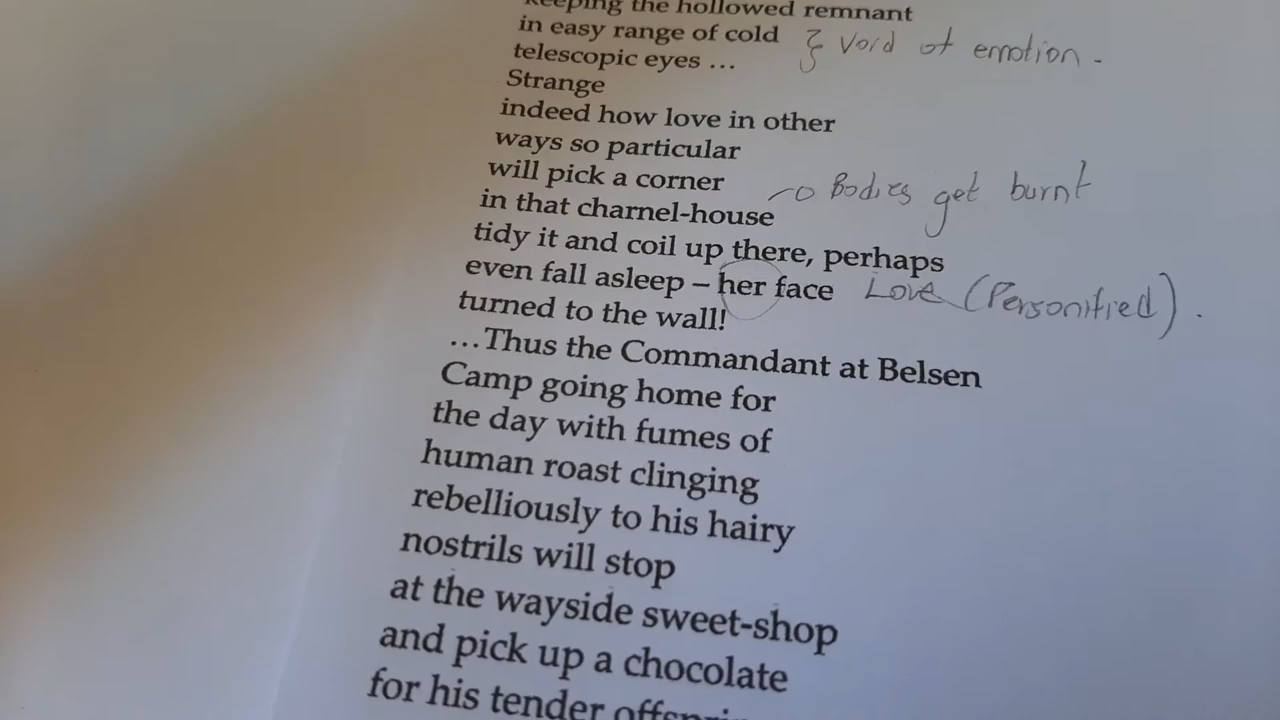 keeping the hollowed remnant
in easy range of cold } Void of emotion.
telescopic eyes ...
Strange
indeed how love in other
ways so particular
will pick a corner
in that charnel-house -o Bodies get burnt
tidy it and coil up there, perhaps
even fall asleep – her face Love (Personified).
turned to the wall!
...Thus the Commandant at Belsen
Camp going home for
the day with fumes of
human roast clinging
rebelliously to his hairy
nostrils will stop
at the wayside sweet-shop
and pick up a chocolate
for his tender